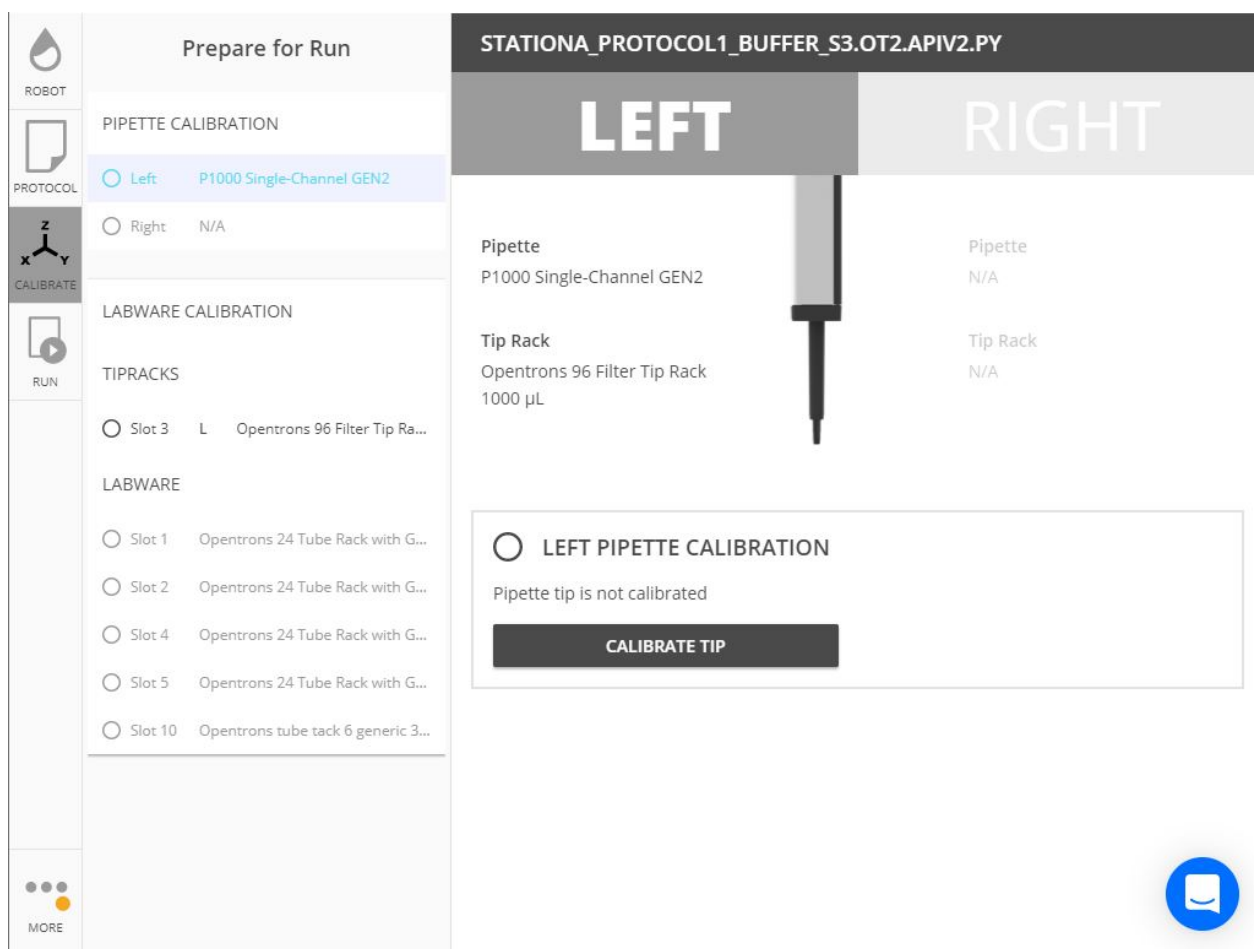 ROBOT
PROTOCOL
Z
X Y
CALIBRATE
RUN
MORE
Prepare for Run
PIPETTE CALIBRATION
Left P1000 Single-Channel GEN2
Right N/A
LABWARE CALIBRATION
TIPRACKS
Slot 3 L Opentrons 96 Filter Tip Ra...
LABWARE
Slot 1 Opentrons 24 Tube Rack with G...
Slot 2 Opentrons 24 Tube Rack with G...
Slot 4 Opentrons 24 Tube Rack with G...
Slot 5 Opentrons 24 Tube Rack with G...
Slot 10 Opentrons tube tack 6 generic 3...
STATIONA_PROTOCOL1_BUFFER_S3.OT2.APIV2.PY
LEFT RIGHT
Pipette
P1000 Single-Channel GEN2
Tip Rack
Opentrons 96 Filter Tip Rack
1000 µL
Pipette
N/A
Tip Rack
N/A
LEFT PIPETTE CALIBRATION
Pipette tip is not calibrated
CALIBRATE TIP